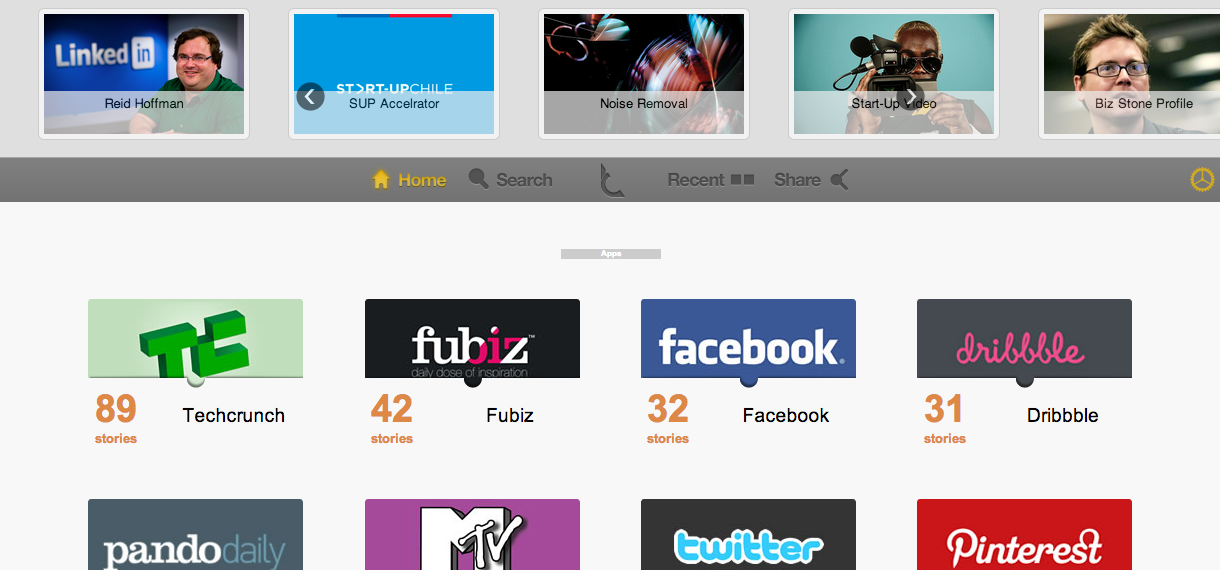 Linked in
Reid Hoffman
START-UPCHILE
SUP Accelrator
Noise Removal
Start-Up Video
Biz Stone Profile
Home
Search
Recent
Share
Apps
TC
fubiz™
daily dose of inspiration
facebook®
dribbble
89
stories
Techcrunch
42
stories
Fubiz
32
stories
Facebook
31
stories
Dribbble
pandodaily
MTV
twitter
Pinterest